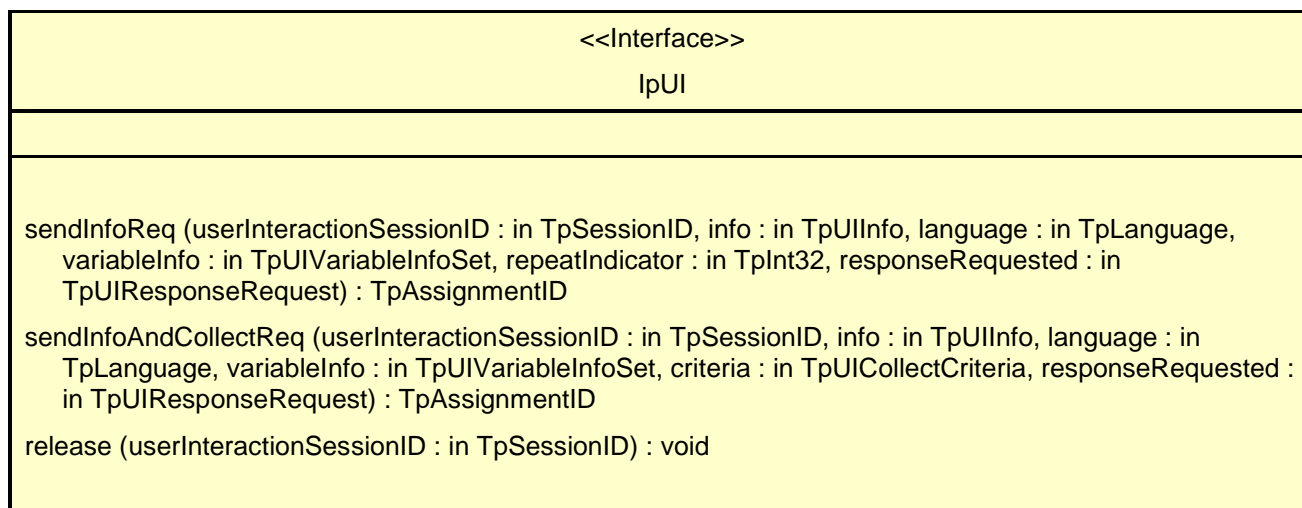 <<Interface>>
IpUI
sendInfoReq (userInteractionSessionID : in TpSessionID, info : in TpUIInfo, language : in TpLanguage,
variableInfo : in TpUIVariableInfoSet, repeatIndicator : in TpInt32, responseRequested : in
TpUIResponseRequest) : TpAssignmentID
sendInfoAndCollectReq (userInteractionSessionID : in TpSessionID, info : in TpUIInfo, language : in
TpLanguage, variableInfo : in TpUIVariableInfoSet, criteria : in TpUICollectCriteria, responseRequested :
in TpUIResponseRequest) : TpAssignmentID
release (userInteractionSessionID : in TpSessionID) : void